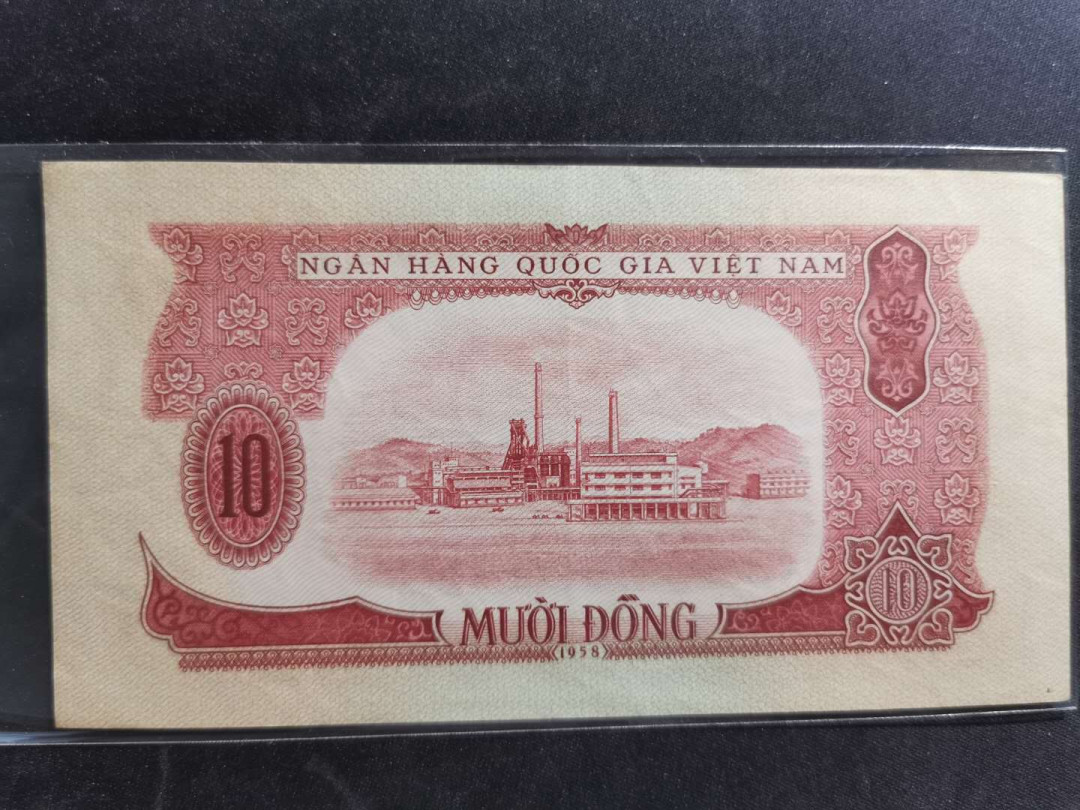 NGÂN HÀNG QUỐC GIA VIỆT NAM
10
10
MƯỜI ĐỒNG
1958